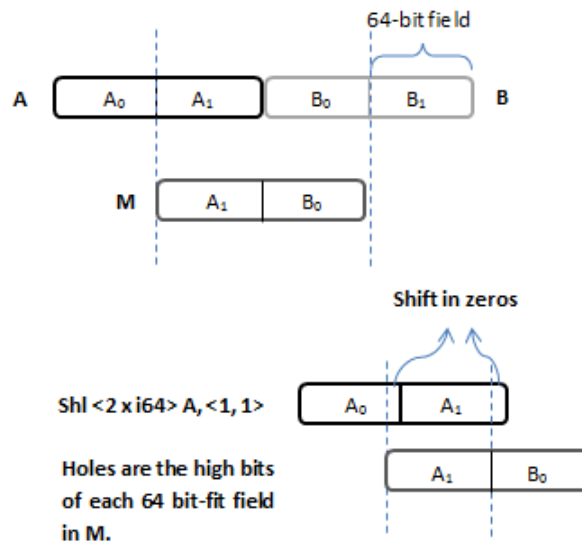 64-bit field
A A₀ A₁ B₀ B₁ B
M A₁ B₀
Shift in zeros
Shl <2 x i64> A, <1, 1> A₀ A₁
Holes are the high bits
of each 64 bit-fit field
in M.
A₁ B₀